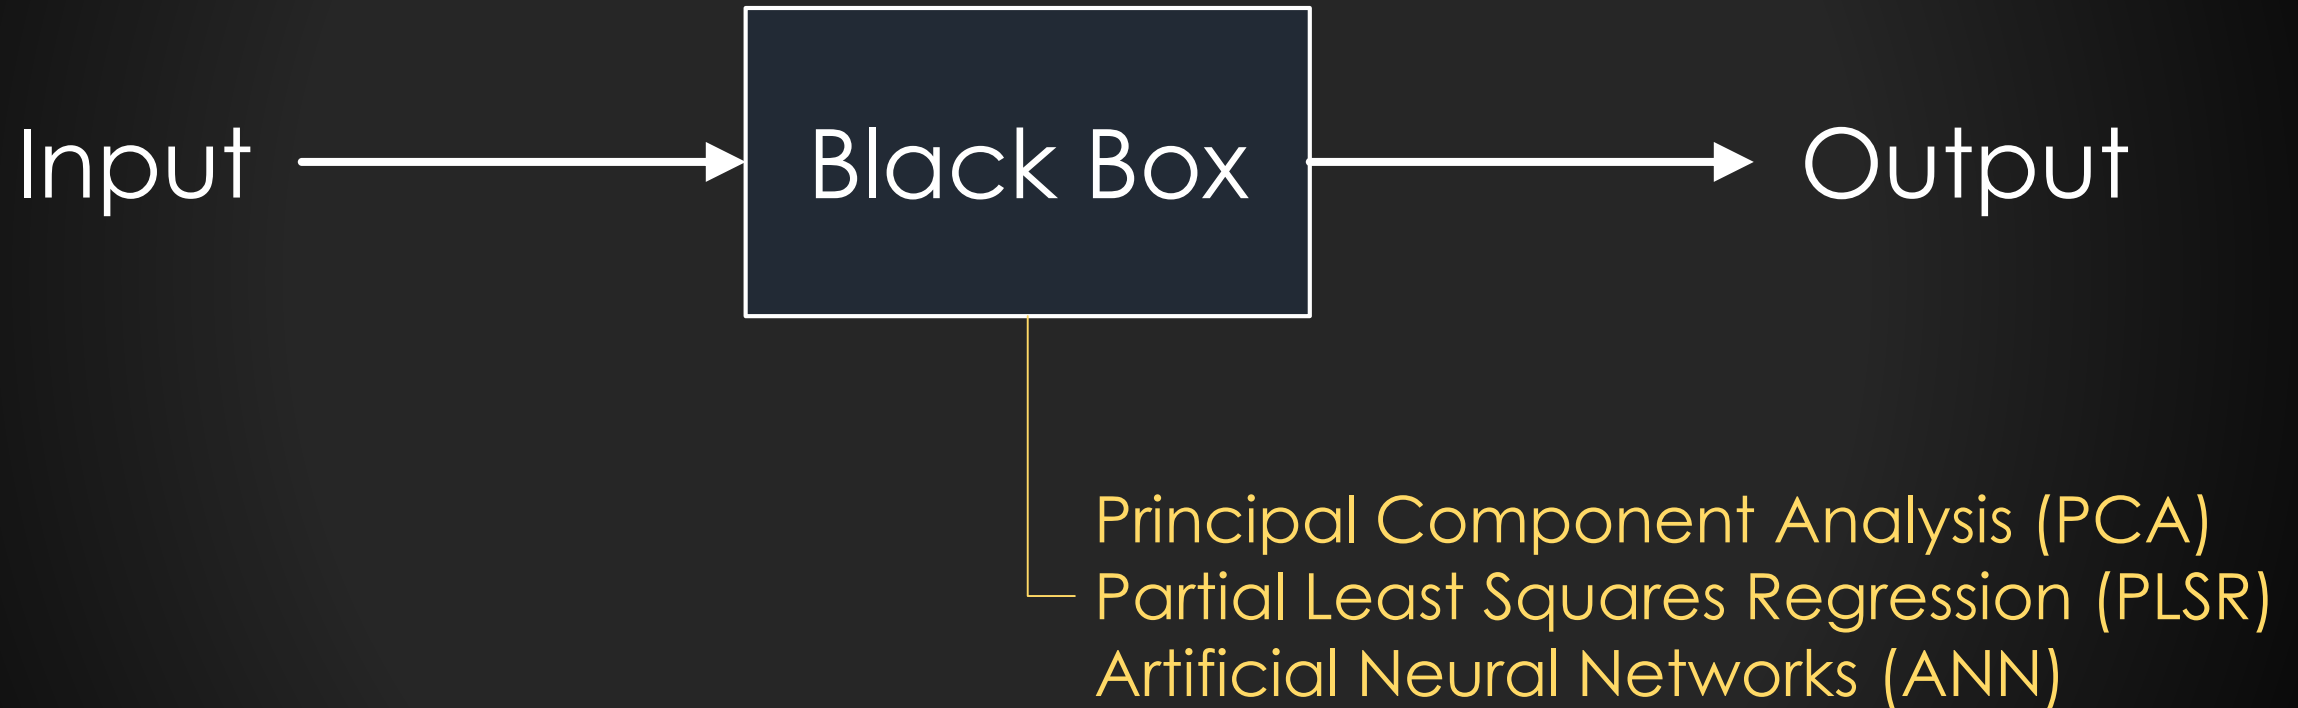 Input
Black Box
Output
Principal Component Analysis (PCA)
Partial Least Squares Regression (PLSR)
Artificial Neural Networks (ANN)